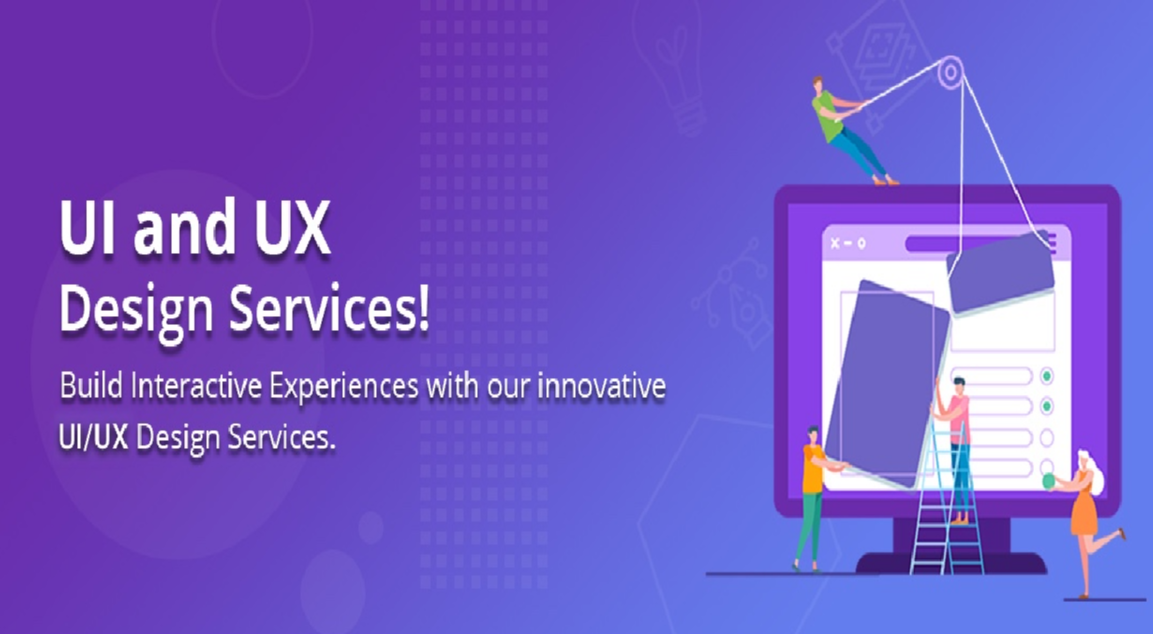 UI and UX
Design Services!
Build Interactive Experiences with our innovative
UI/UX Design Services.